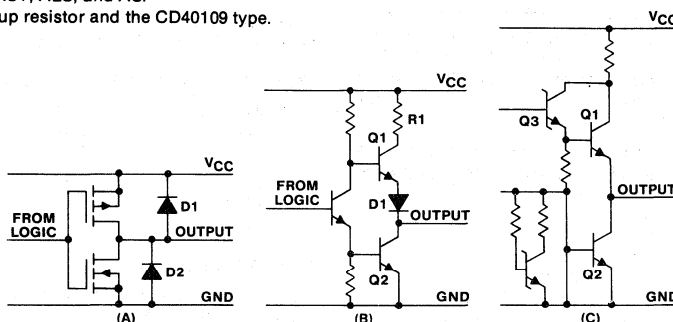 up resistor and the CD40109 type.
VCC
Q3
Q1
OUTPUT
Q2
GND
(C)
VCC
R1
Q1
FROM
LOGIC
D1
OUTPUT
Q2
GND
(B)
VCC
D1
FROM
LOGIC
OUTPUT
D2
GND
(A)